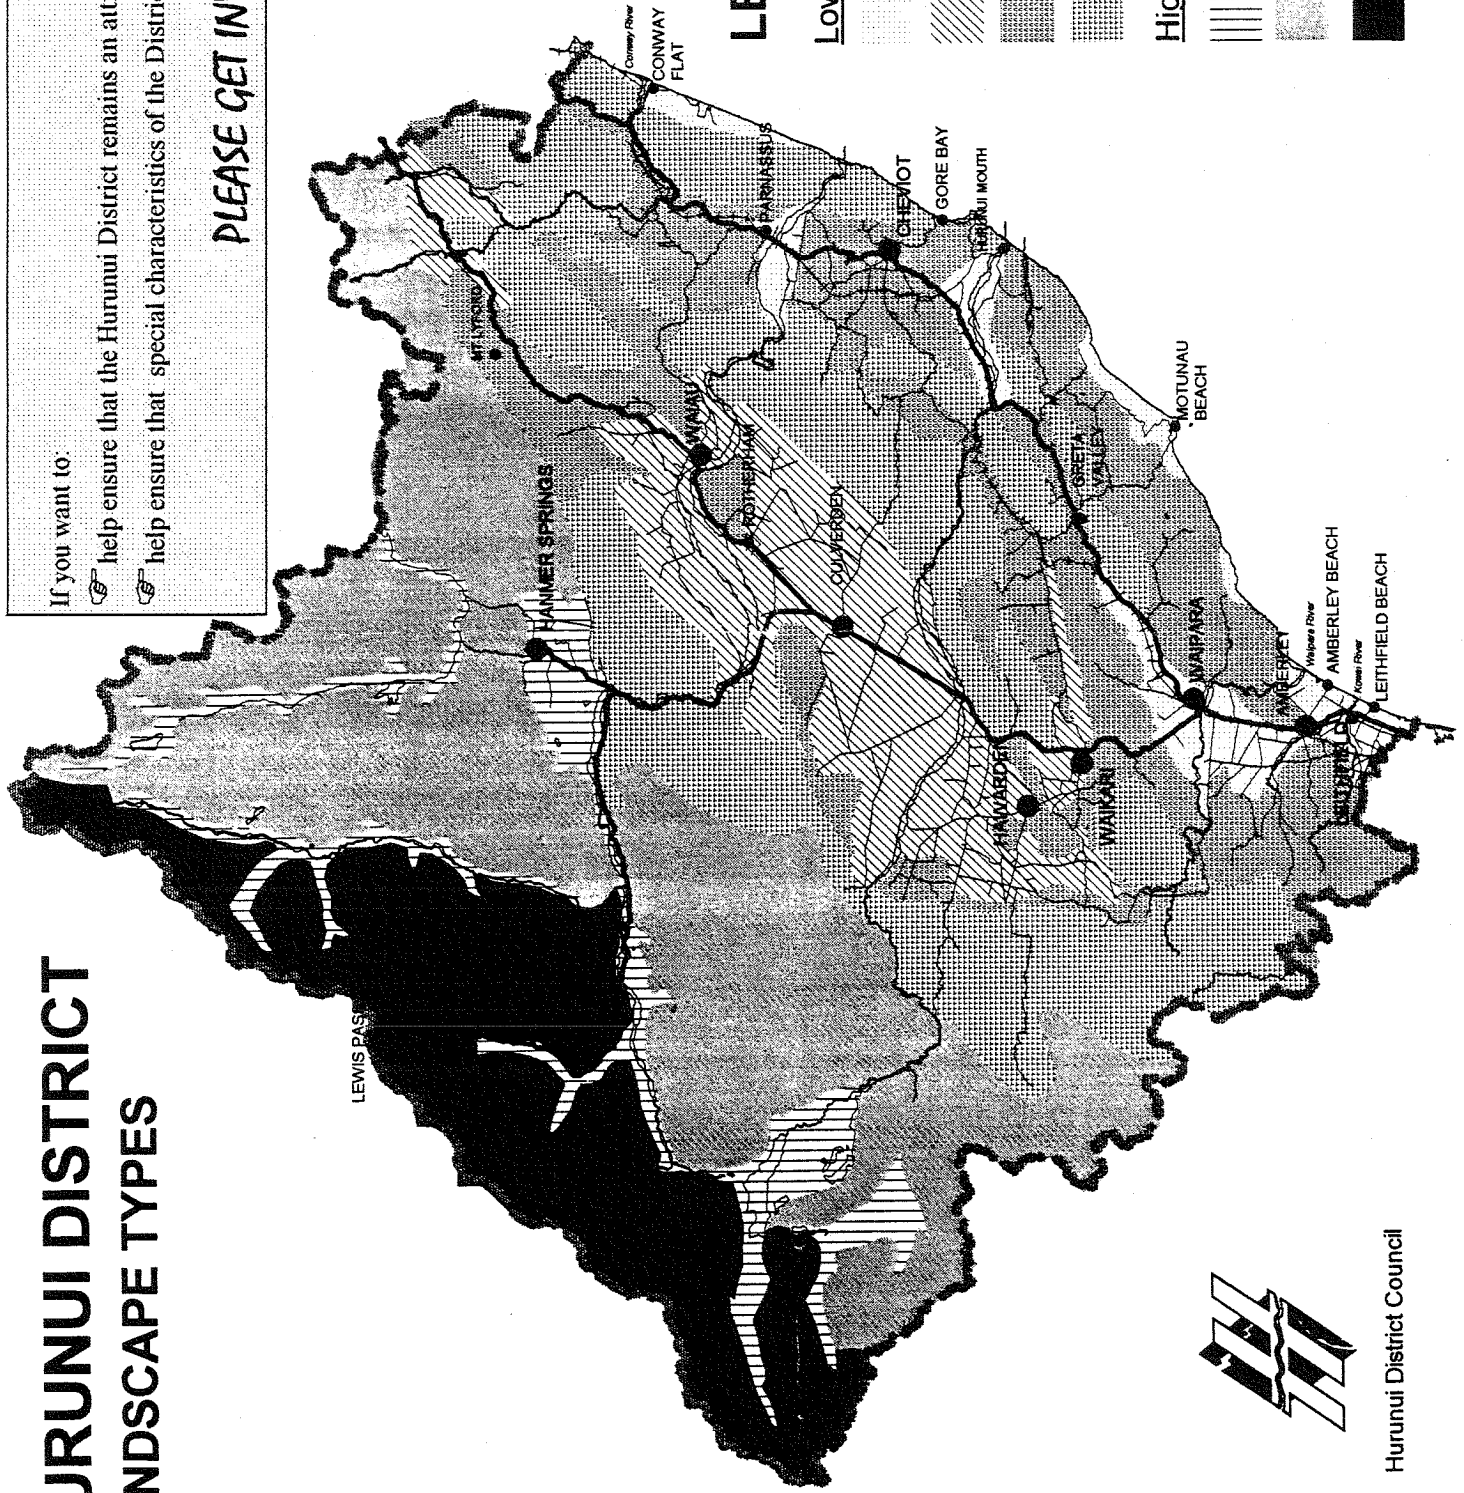 URUNUI DISTRICT
NDSCAPE TYPES
If you want to
help ensure that the Hurunui District remains an att
help ensure that special characteristics of the Distric
PLEASE GET IN
LE
Low
Hig
LEWIS PASS
HANMER SPRINGS
MT LYFORD
Conway River
CONWAY
FLAT
PARNASSUS
WAIAU
ROTHERHAM
CULVERDEN
CHEVIOT
GORE BAY
HURUNUI MOUTH
GRETA
VALLEY
MOTUNAU
BEACH
HAWARDEN
WAIKARI
WAIPARA
AMBERLEY
Waipara River
AMBERLEY BEACH
Kowai River
LEITHFIELD
LEITHFIELD BEACH
Hurunui District Council